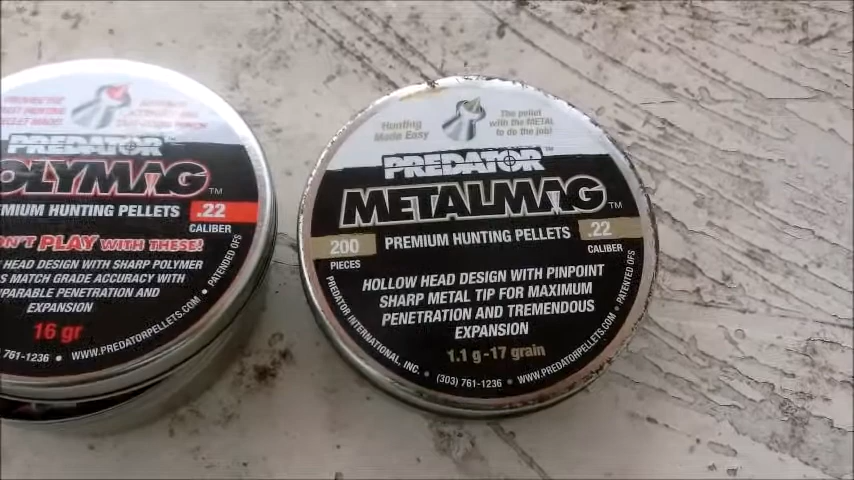 PREDATOR
OLYMAG TM
EMIUM HUNTING PELLETS .22
CALIBER
N'T PLAY WITH THESE!
HEAD DESIGN WITH SHARP POLYMER
S MATCH GRADE ACCURACY WITH
PARABLE PENETRATION AND
EXPANSION
PATENTED OFS
16 gr
761-1236 • WWW.PREDATORPELLETS.COM •
Hunting
Made Easy
The pellet
with the METAL
to do the job!
PREDATOR TM
METALMAG TM
200
PIECES
PREMIUM HUNTING PELLETS
.22
CALIBER
HOLLOW HEAD DESIGN WITH PINPOINT
SHARP METAL TIP FOR MAXIMUM
PENETRATION AND TREMENDOUS
EXPANSION
1.1 g-17 grain
PREDATOR INTERNATIONAL, INC. • (303) 761-1236 • WWW.PREDATORPELLETS.COM • PATENTED OFS